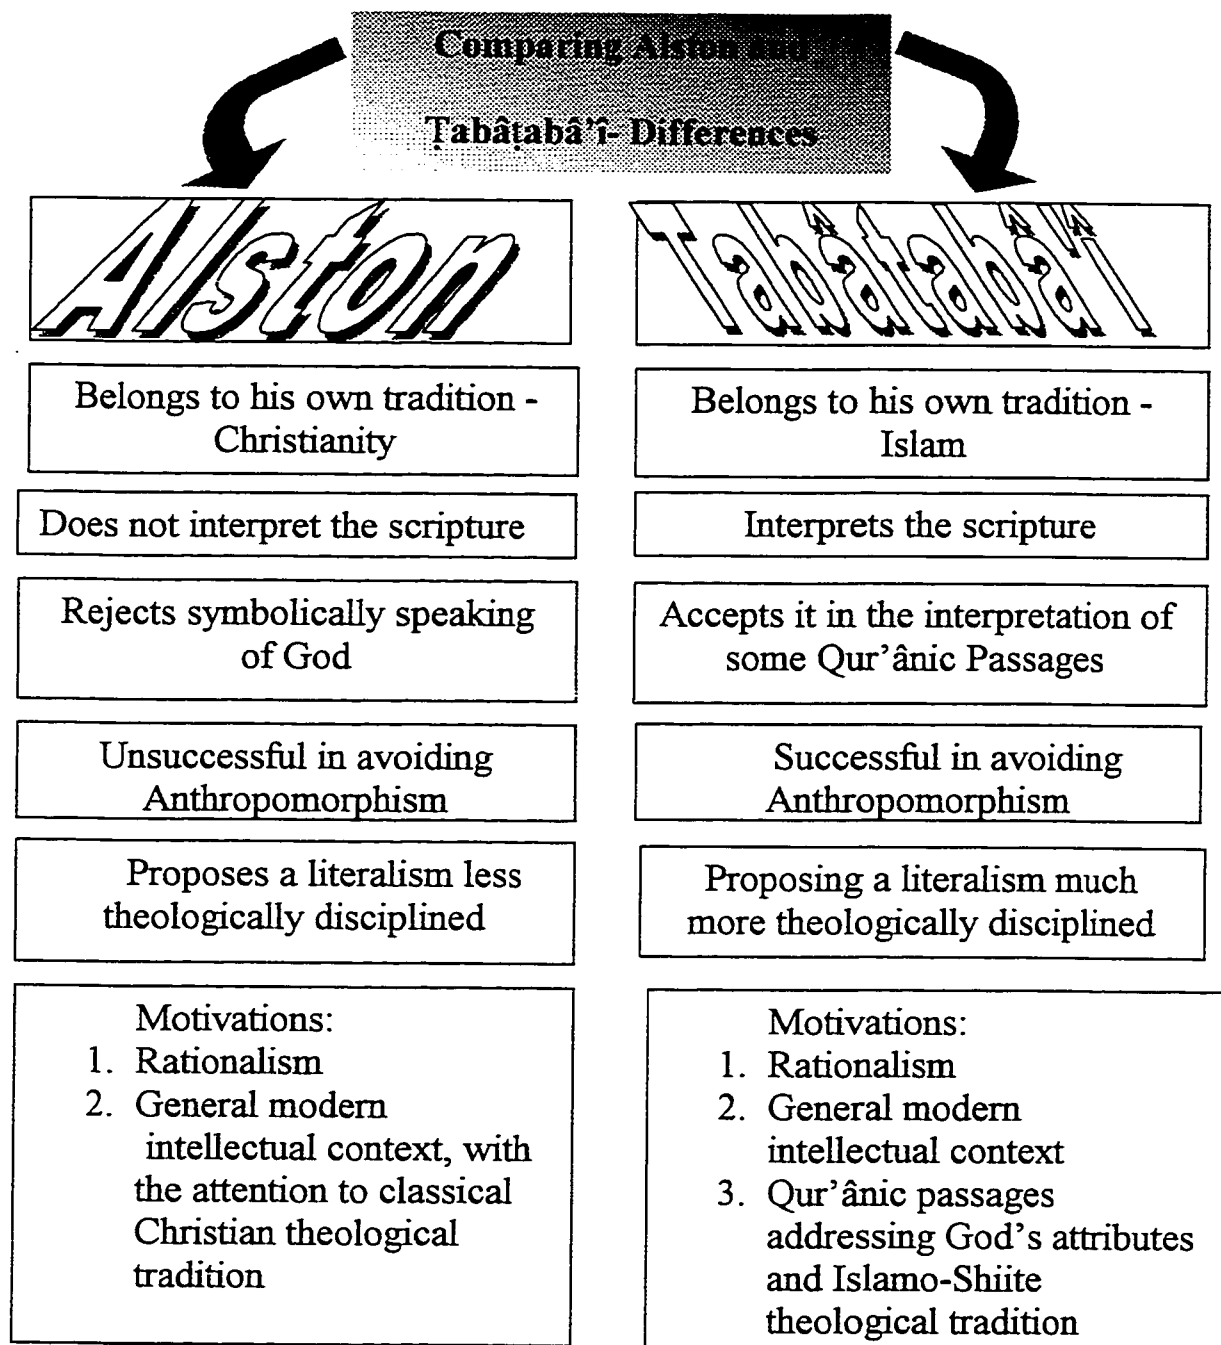 Comparing Alston and
Ṭabâṭabâ'î- Differences
Alston
Tabâtabâ'î
Belongs to his own tradition -
Christianity
Belongs to his own tradition -
Islam
Does not interpret the scripture
Interprets the scripture
Rejects symbolically speaking
of God
Accepts it in the interpretation of
some Qur'ânic Passages
Unsuccessful in avoiding
Anthropomorphism
Successful in avoiding
Anthropomorphism
Proposes a literalism less
theologically disciplined
Proposing a literalism much
more theologically disciplined
Motivations:
1. Rationalism
2. General modern
intellectual context, with
the attention to classical
Christian theological
tradition
Motivations:
1. Rationalism
2. General modern
intellectual context
3. Qur'ânic passages
addressing God's attributes
and Islamo-Shiite
theological tradition